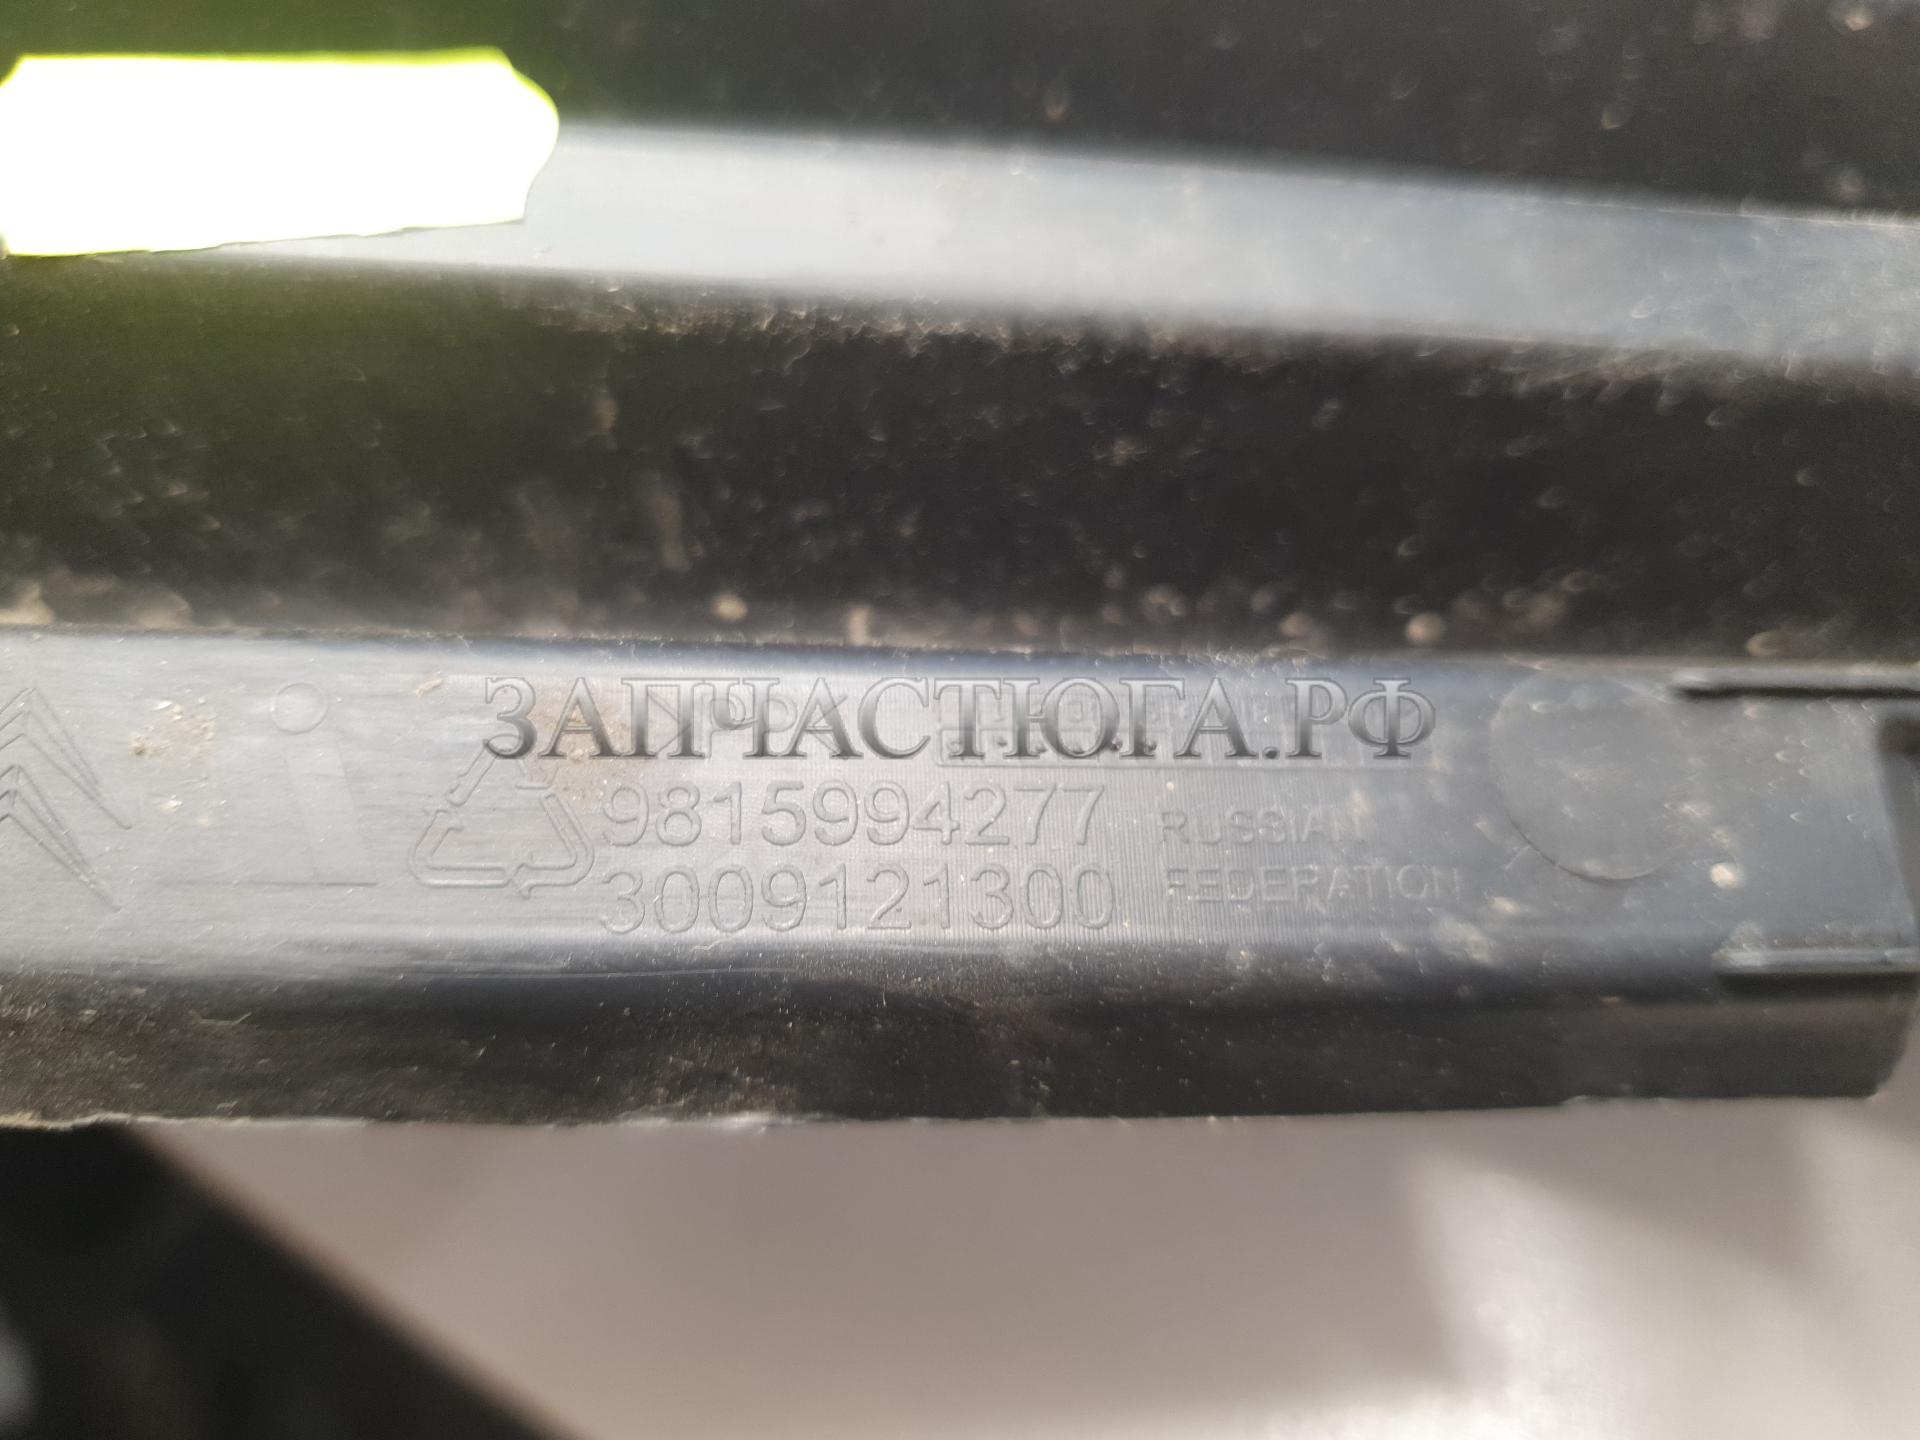 ЗАПЧАСТЮГА.РФ
9815994277
3009121300
RUSSIAN
FEDERATION